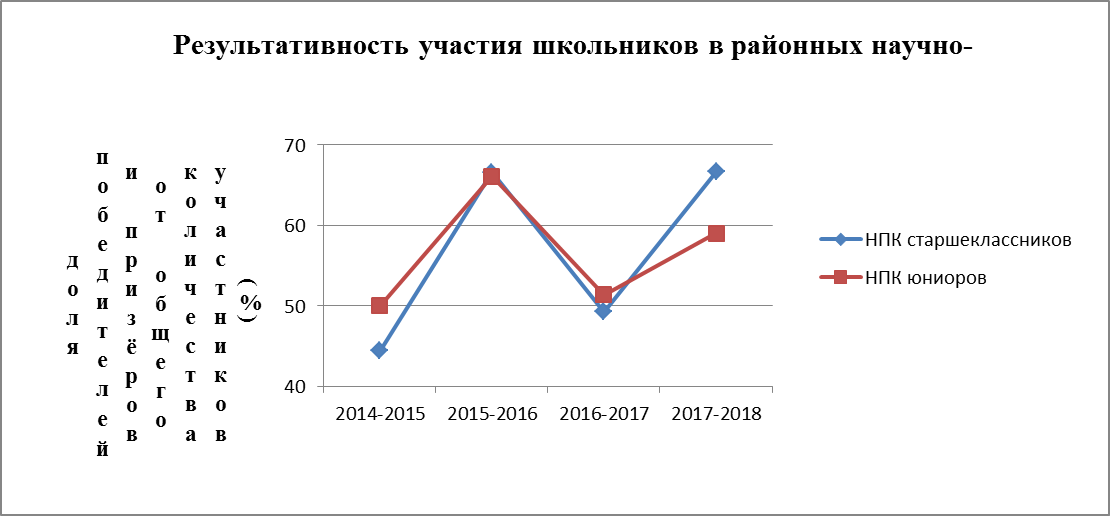 Результативность участия школьников в районных научно-
доля
победителей
и призёров
от общего
количества
участников
(%)
70
60
50
40
2014-2015 2015-2016 2016-2017 2017-2018
НПК старшеклассников
НПК юниоров